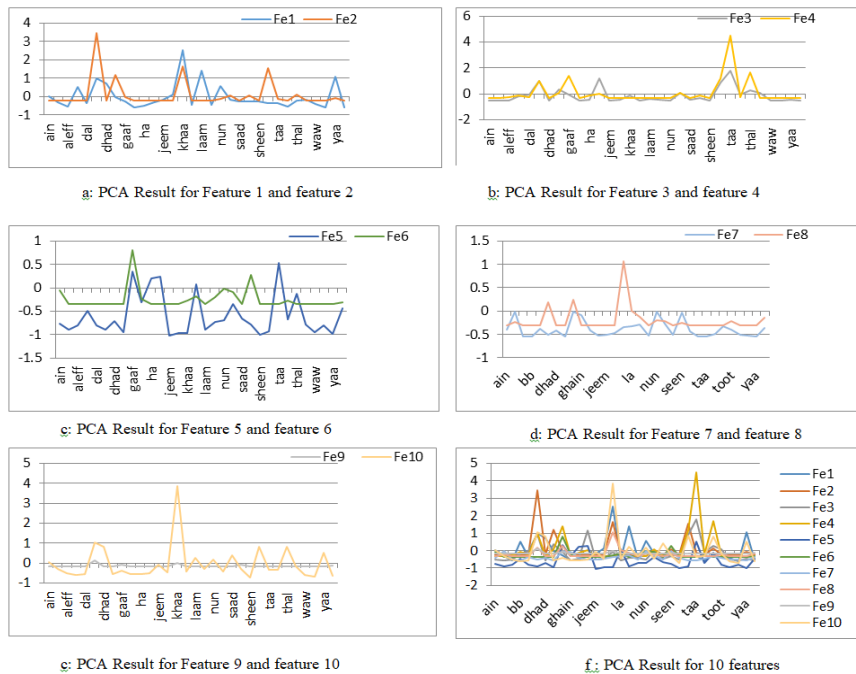 Fe1 Fe2
4
3
2
1
0
-1
ain aleff dal dhad gaaf ha jeem khaa laam nun saad sheen taa thal waw yaa
a: PCA Result for Feature 1 and feature 2
Fe3 Fe4
6
4
2
0
-2
ain aleff dal dhad gaaf ha jeem khaa laam nun saad sheen taa thal waw yaa
b: PCA Result for Feature 3 and feature 4
Fe5 Fe6
1
0.5
0
-0.5
-1
-1.5
ain aleff dal dhad gaaf ha jeem khaa laam nun saad sheen taa thal waw yaa
c: PCA Result for Feature 5 and feature 6
Fe7 Fe8
1.5
1
0.5
0
-0.5
-1
ain bb dhad ghain jeem la nun seen taa toot yaa
d: PCA Result for Feature 7 and feature 8
Fe9 Fe10
5
4
3
2
1
0
-1
ain aleff dal dhad gaaf ha jeem khaa laam nun saad sheen taa thal waw yaa
c: PCA Result for Feature 9 and feature 10
5
4
3
2
1
0
-1
-2
ain bb dhad ghain jeem la nun seen taa toot yaa
Fe1
Fe2
Fe3
Fe4
Fe5
Fe6
Fe7
Fe8
Fe9
Fe10
f : PCA Result for 10 features